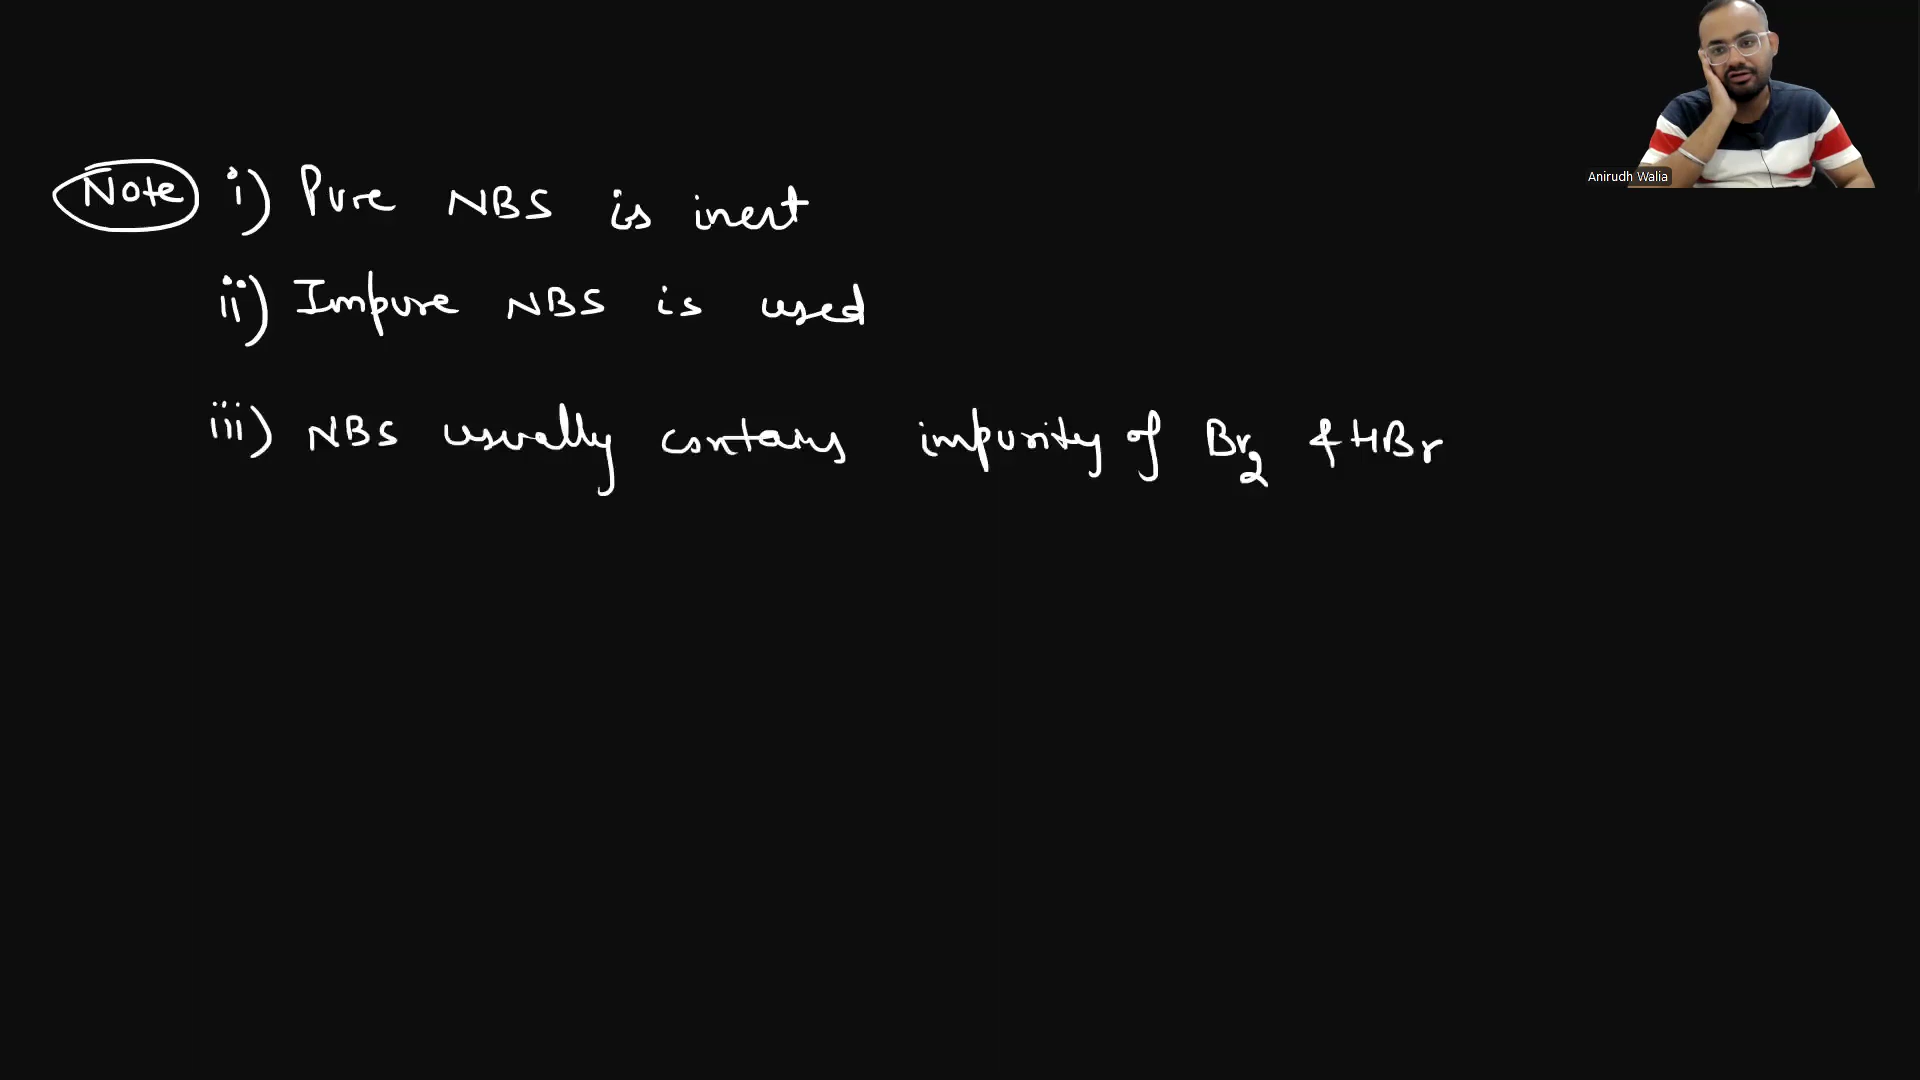 Anirudh Walia
Note i) Pure NBS is inert
ii) Impure NBS is used
iii) NBS usually contains impurity of Br₂ & HBr